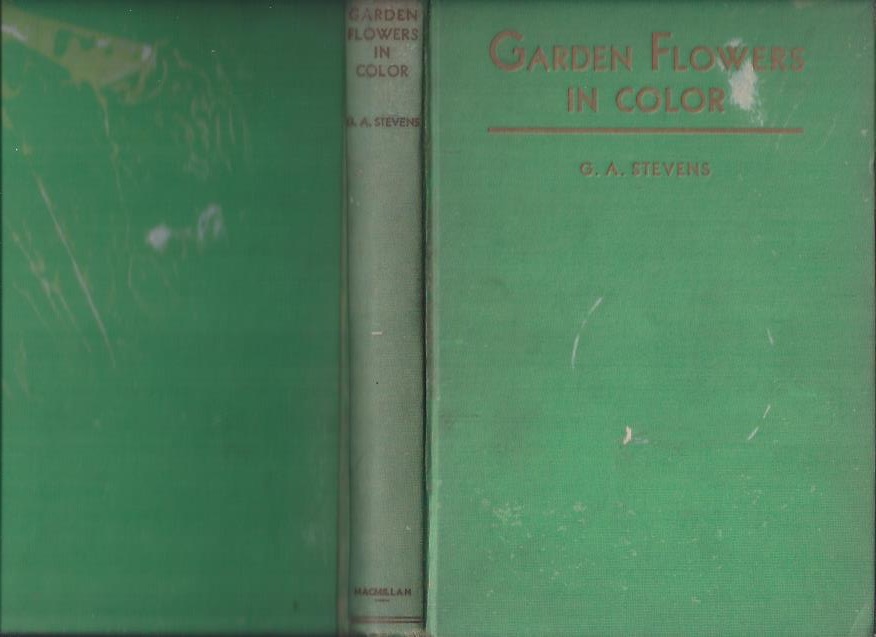 GARDEN
FLOWERS
IN
COLOR
G. A. STEVENS
MACMILLAN
GARDEN FLOWERS
IN COLOR
G. A. STEVENS